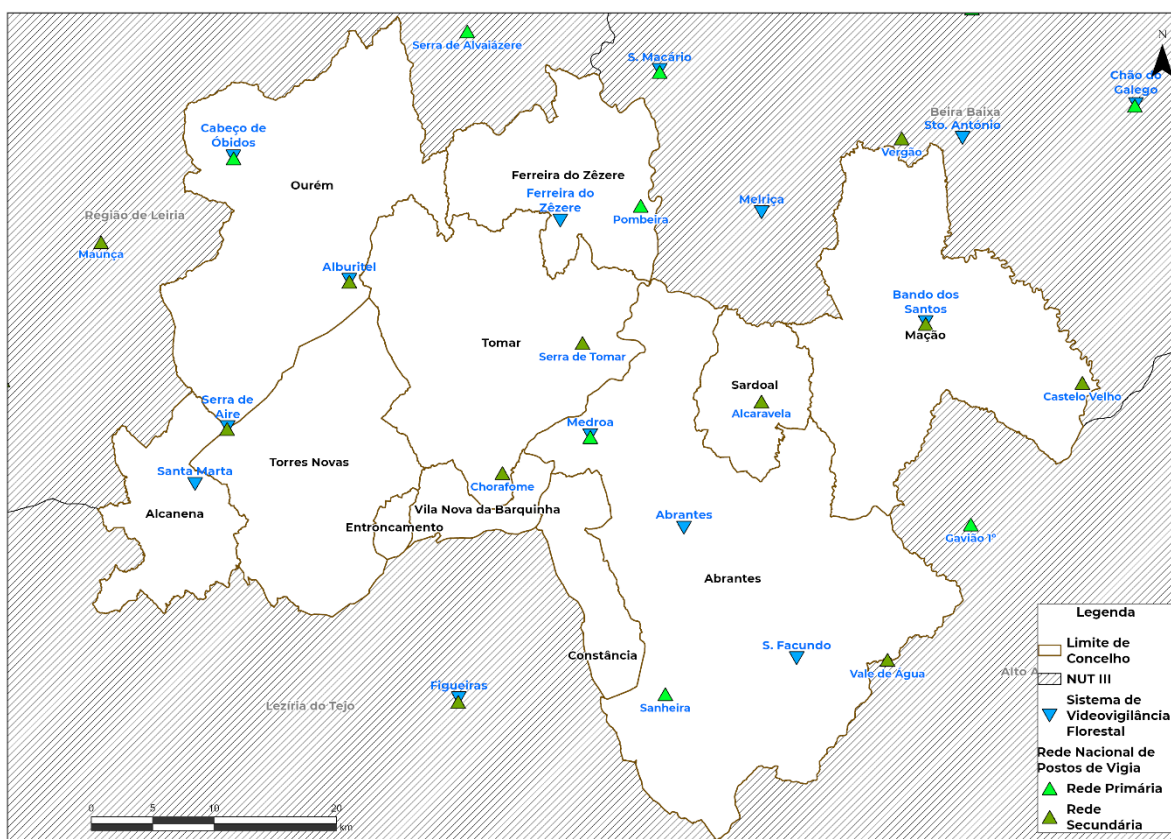 N
Serra de Alvaiázere
S. Macário
Chão do
Galego
Beira Baixa
Sto. António
Cabeço de
Óbidos
Vergão
Ourém
Ferreira do Zêzere
Ferreira do
Zêzere
Pombeira
Melriça
Região de Leiria
Maunça
Alburitel
Bando dos
Santos
Mação
Tomar
Serra de Tomar
Sardoal
Alcaravela
Castelo Velho
Serra de
Aire
Medroa
Santa Marta
Torres Novas
Chorafome
Alcanena
Vila Nova da Barquinha
Entroncamento
Abrantes
Gavião 1º
Abrantes
Constância
S. Facundo
Vale de Água
Alto A
Figueiras
Lezíria do Tejo
Sanheira
Legenda
Limite de
Concelho
NUT III
Sistema de
Videovigilância
Florestal
Rede Nacional de
Postos de Vigia
Rede Primária
Rede
Secundária
0 5 10 20
km